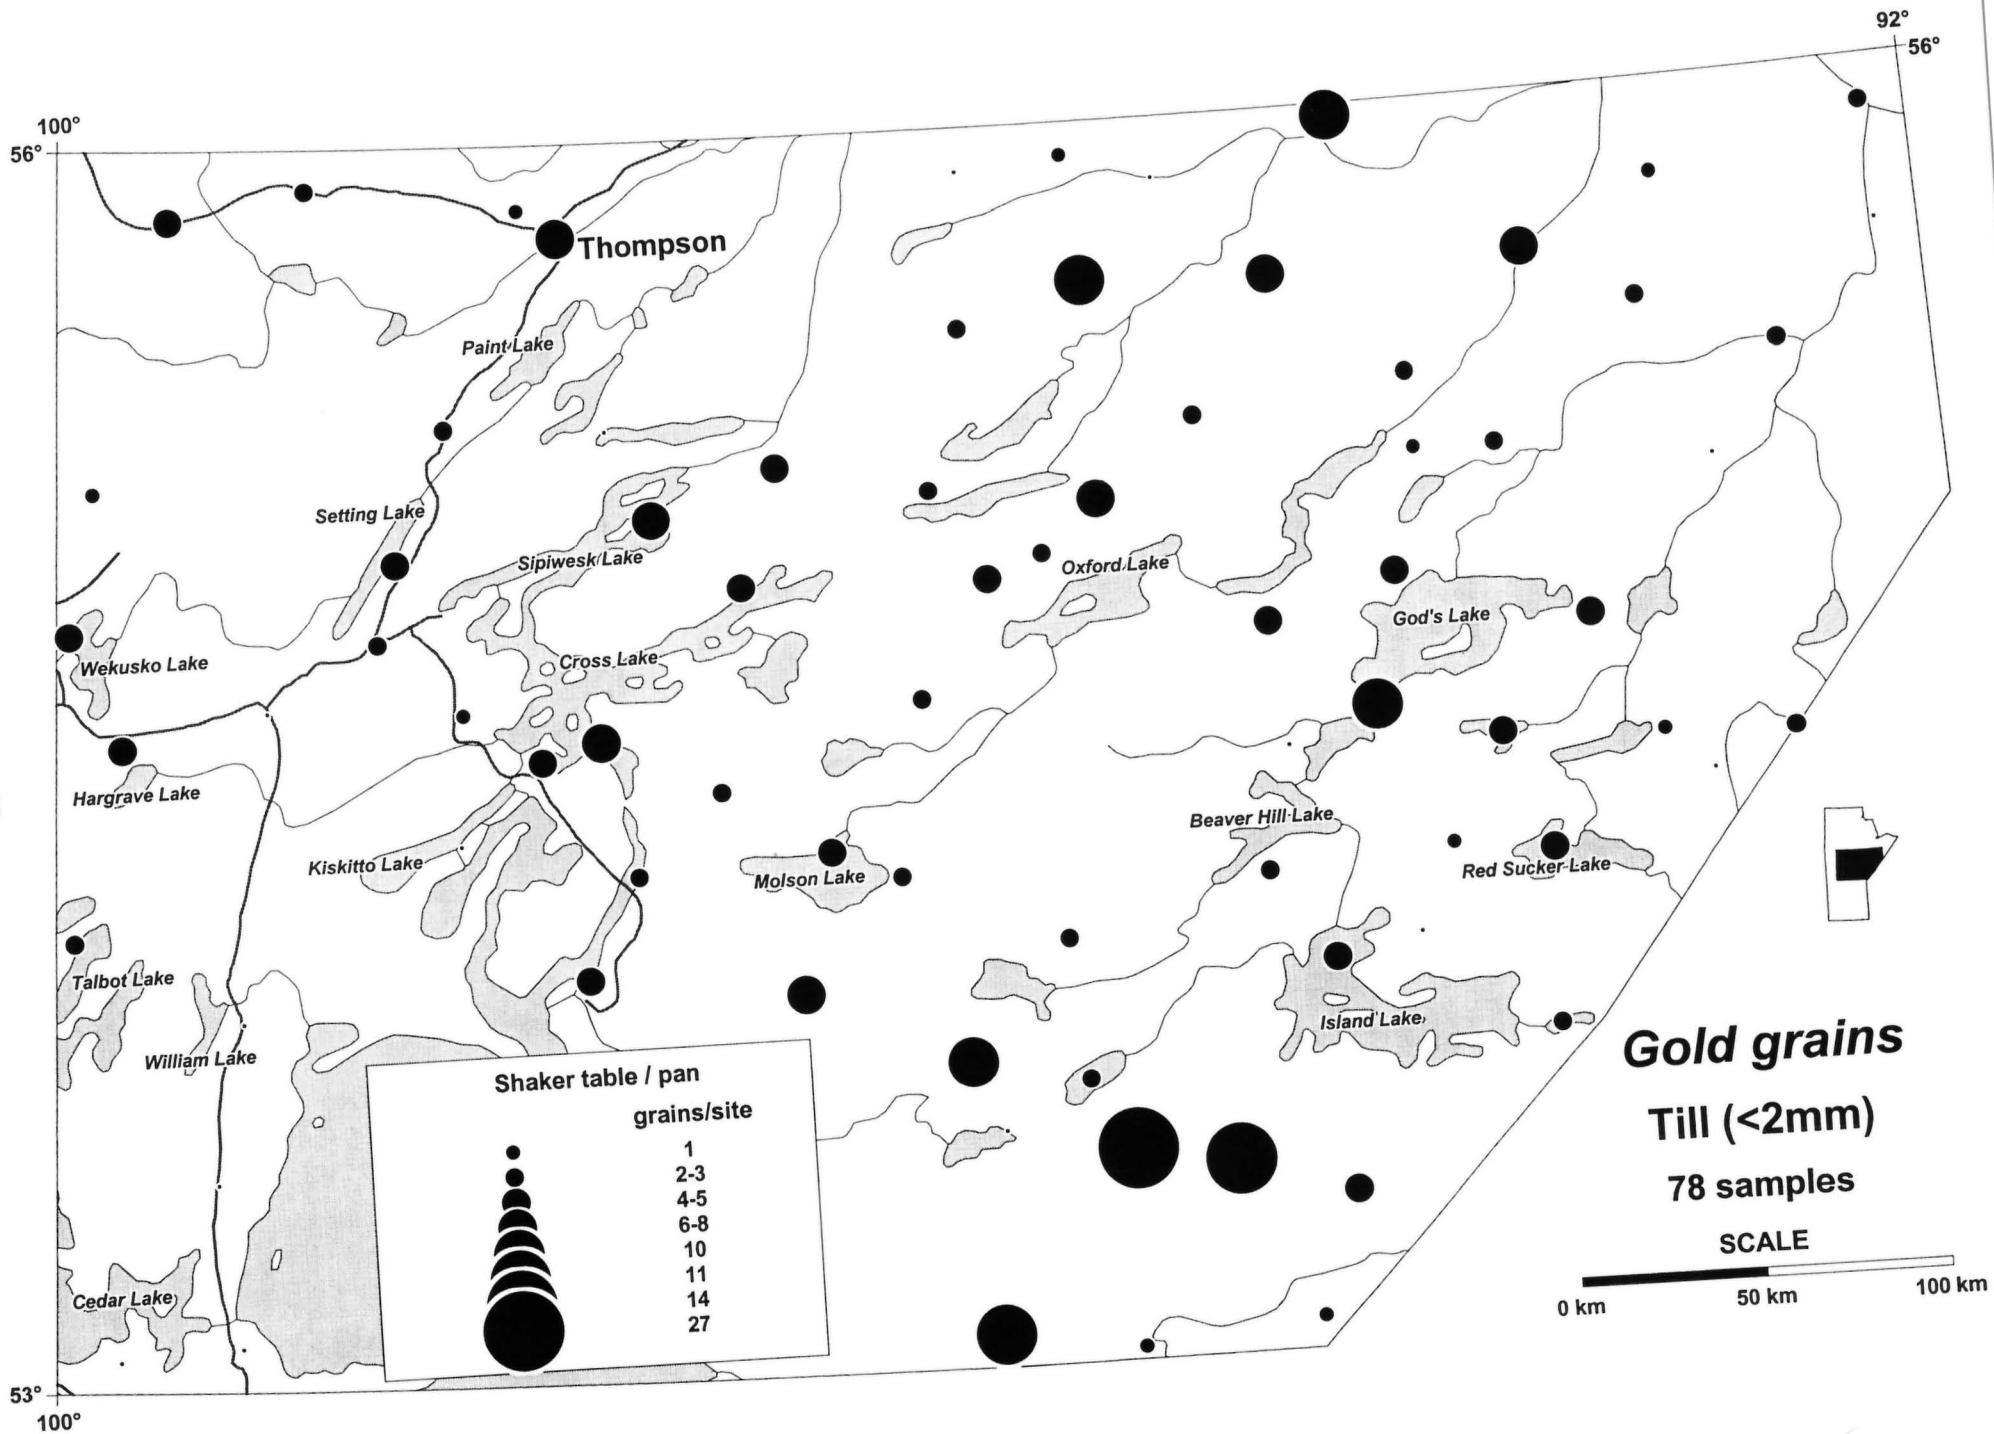 92°
56°
100°
56°
Thompson
Paint Lake
Setting Lake
Sipiwesk Lake
Oxford Lake
God's Lake
Cross Lake
Wekusko Lake
Hargrave Lake
Beaver Hill Lake
Kiskitto Lake
Molson Lake
Red Sucker Lake
Talbot Lake
Island Lake
William Lake
Gold grains
Till (<2mm)
78 samples
SCALE
0 km 50 km 100 km
Shaker table / pan
grains/site
1
2-3
4-5
6-8
10
11
14
27
Cedar Lake
53°
100°